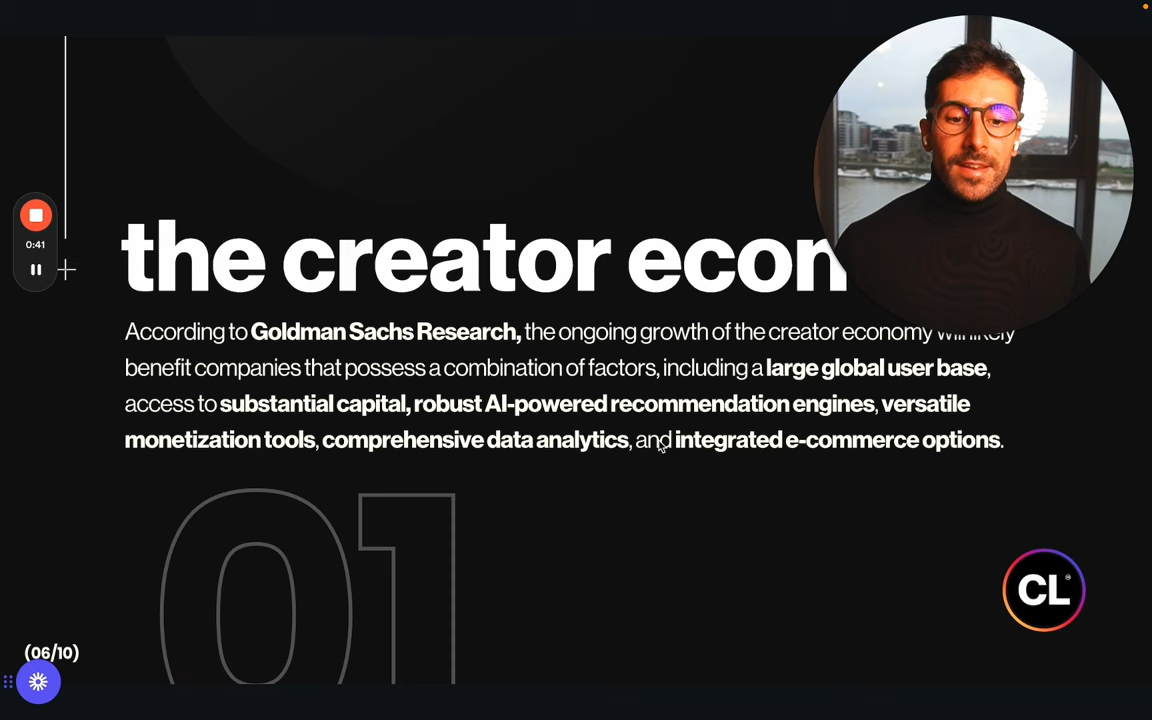 0:41
the creator econ
According to Goldman Sachs Research, the ongoing growth of the creator economy will likely
benefit companies that possess a combination of factors, including a large global user base,
access to substantial capital, robust AI-powered recommendation engines, versatile
monetization tools, comprehensive data analytics, and integrated e-commerce options.
01
CL
(06/10)